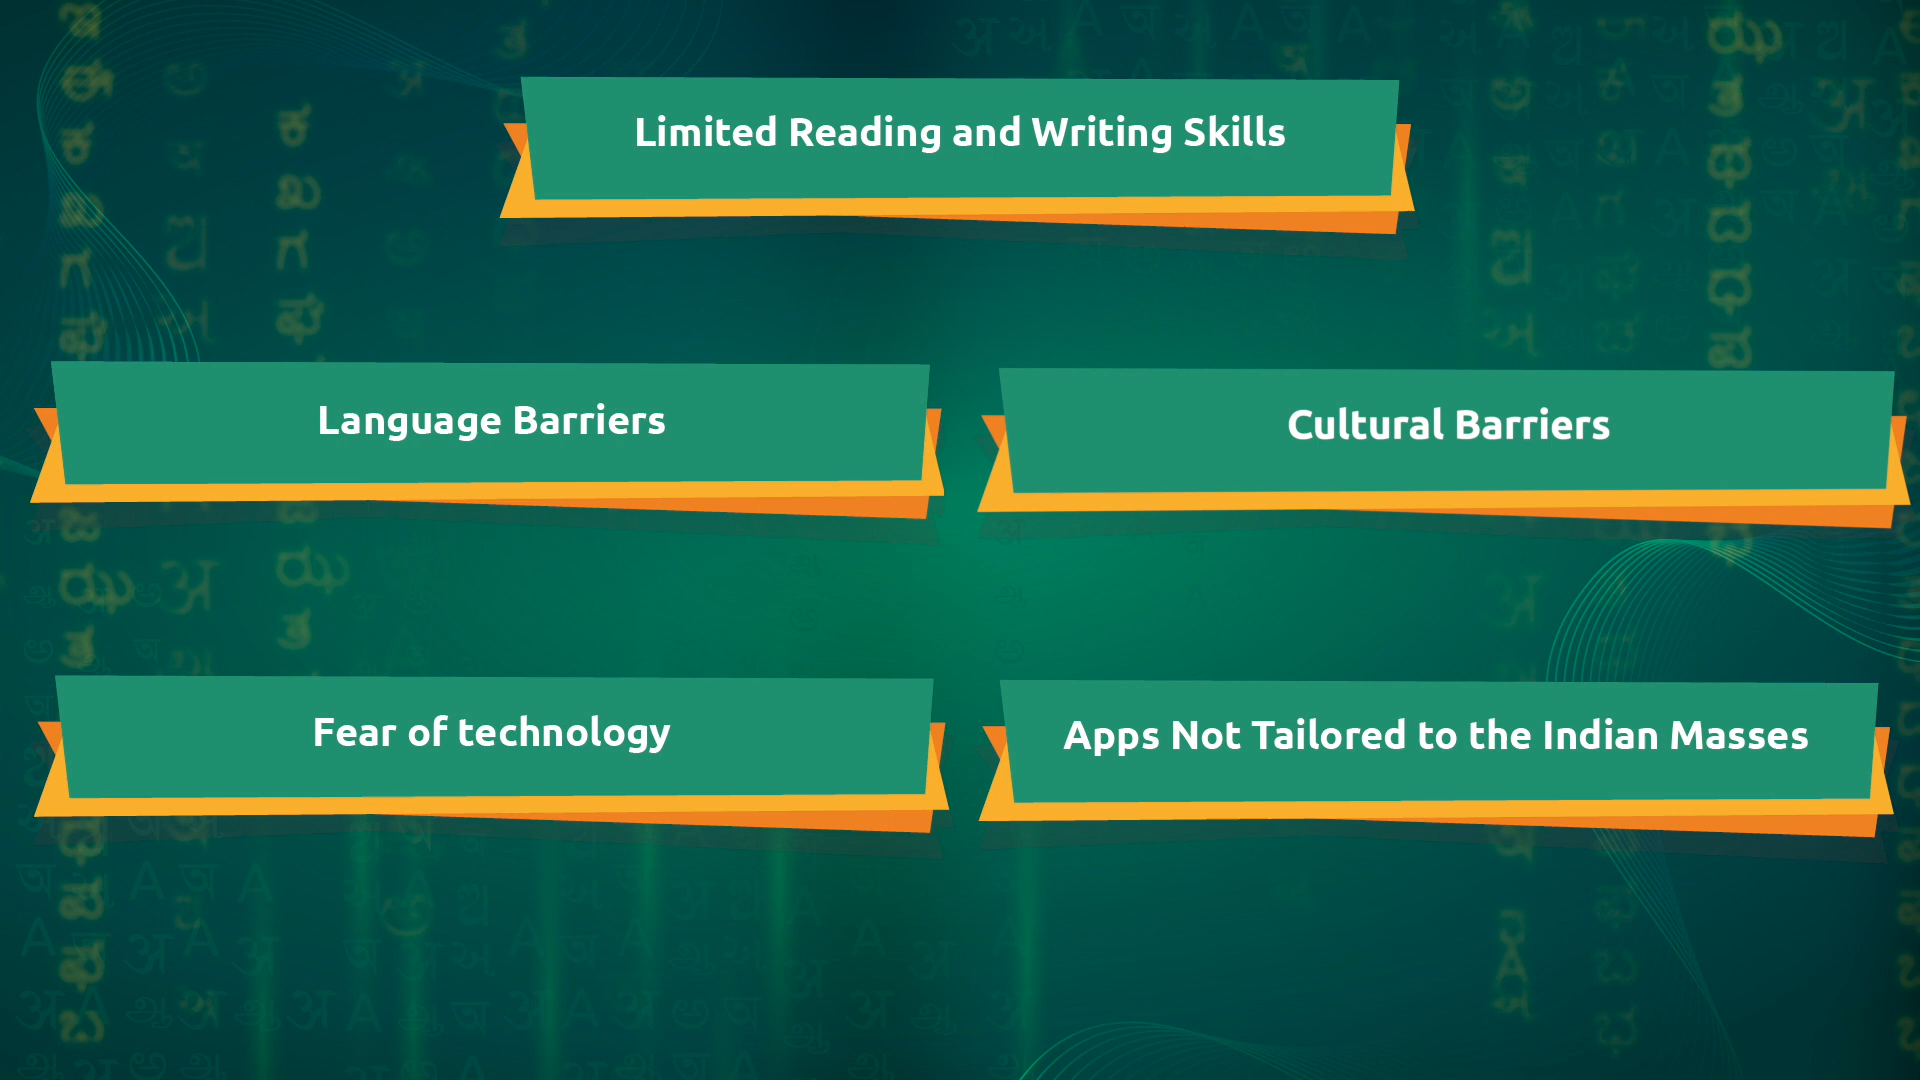 Limited Reading and Writing Skills
Language Barriers
Cultural Barriers
Fear of technology
Apps Not Tailored to the Indian Masses